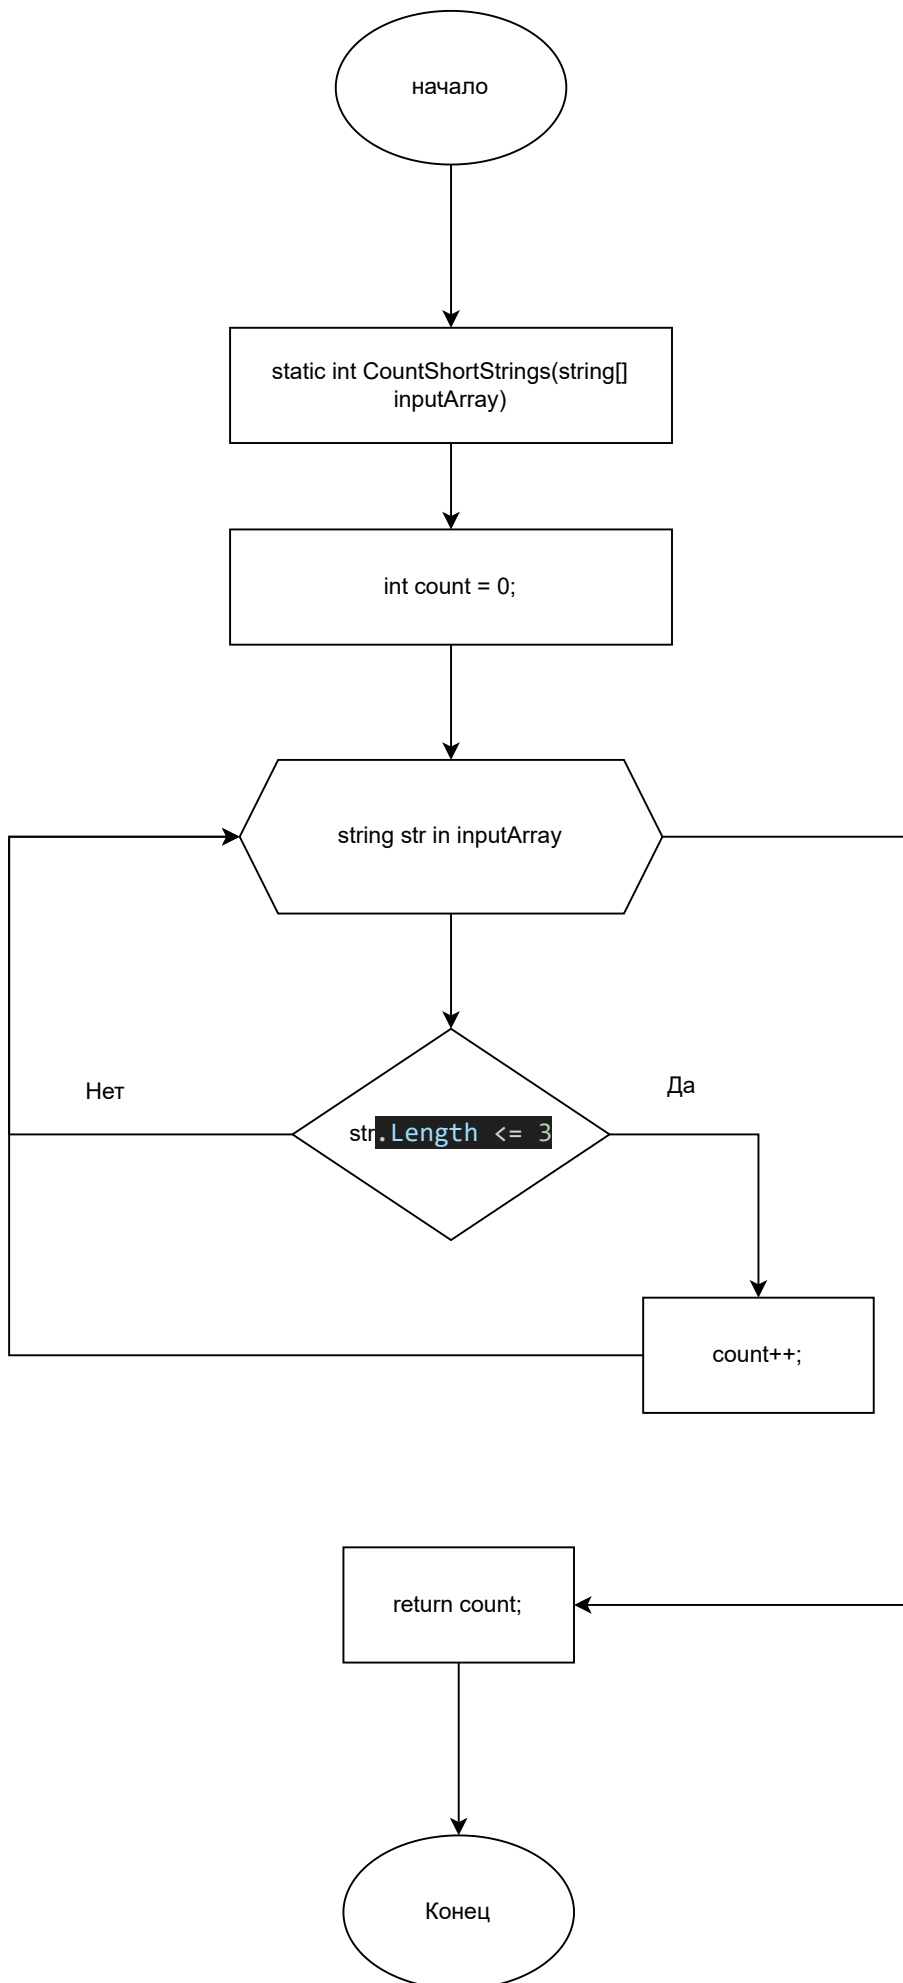 начало
static int CountShortStrings(string[]
inputArray)
int count = 0;
string str in inputArray
Нет
Да
str.Length <= 3
count++;
return count;
Конец